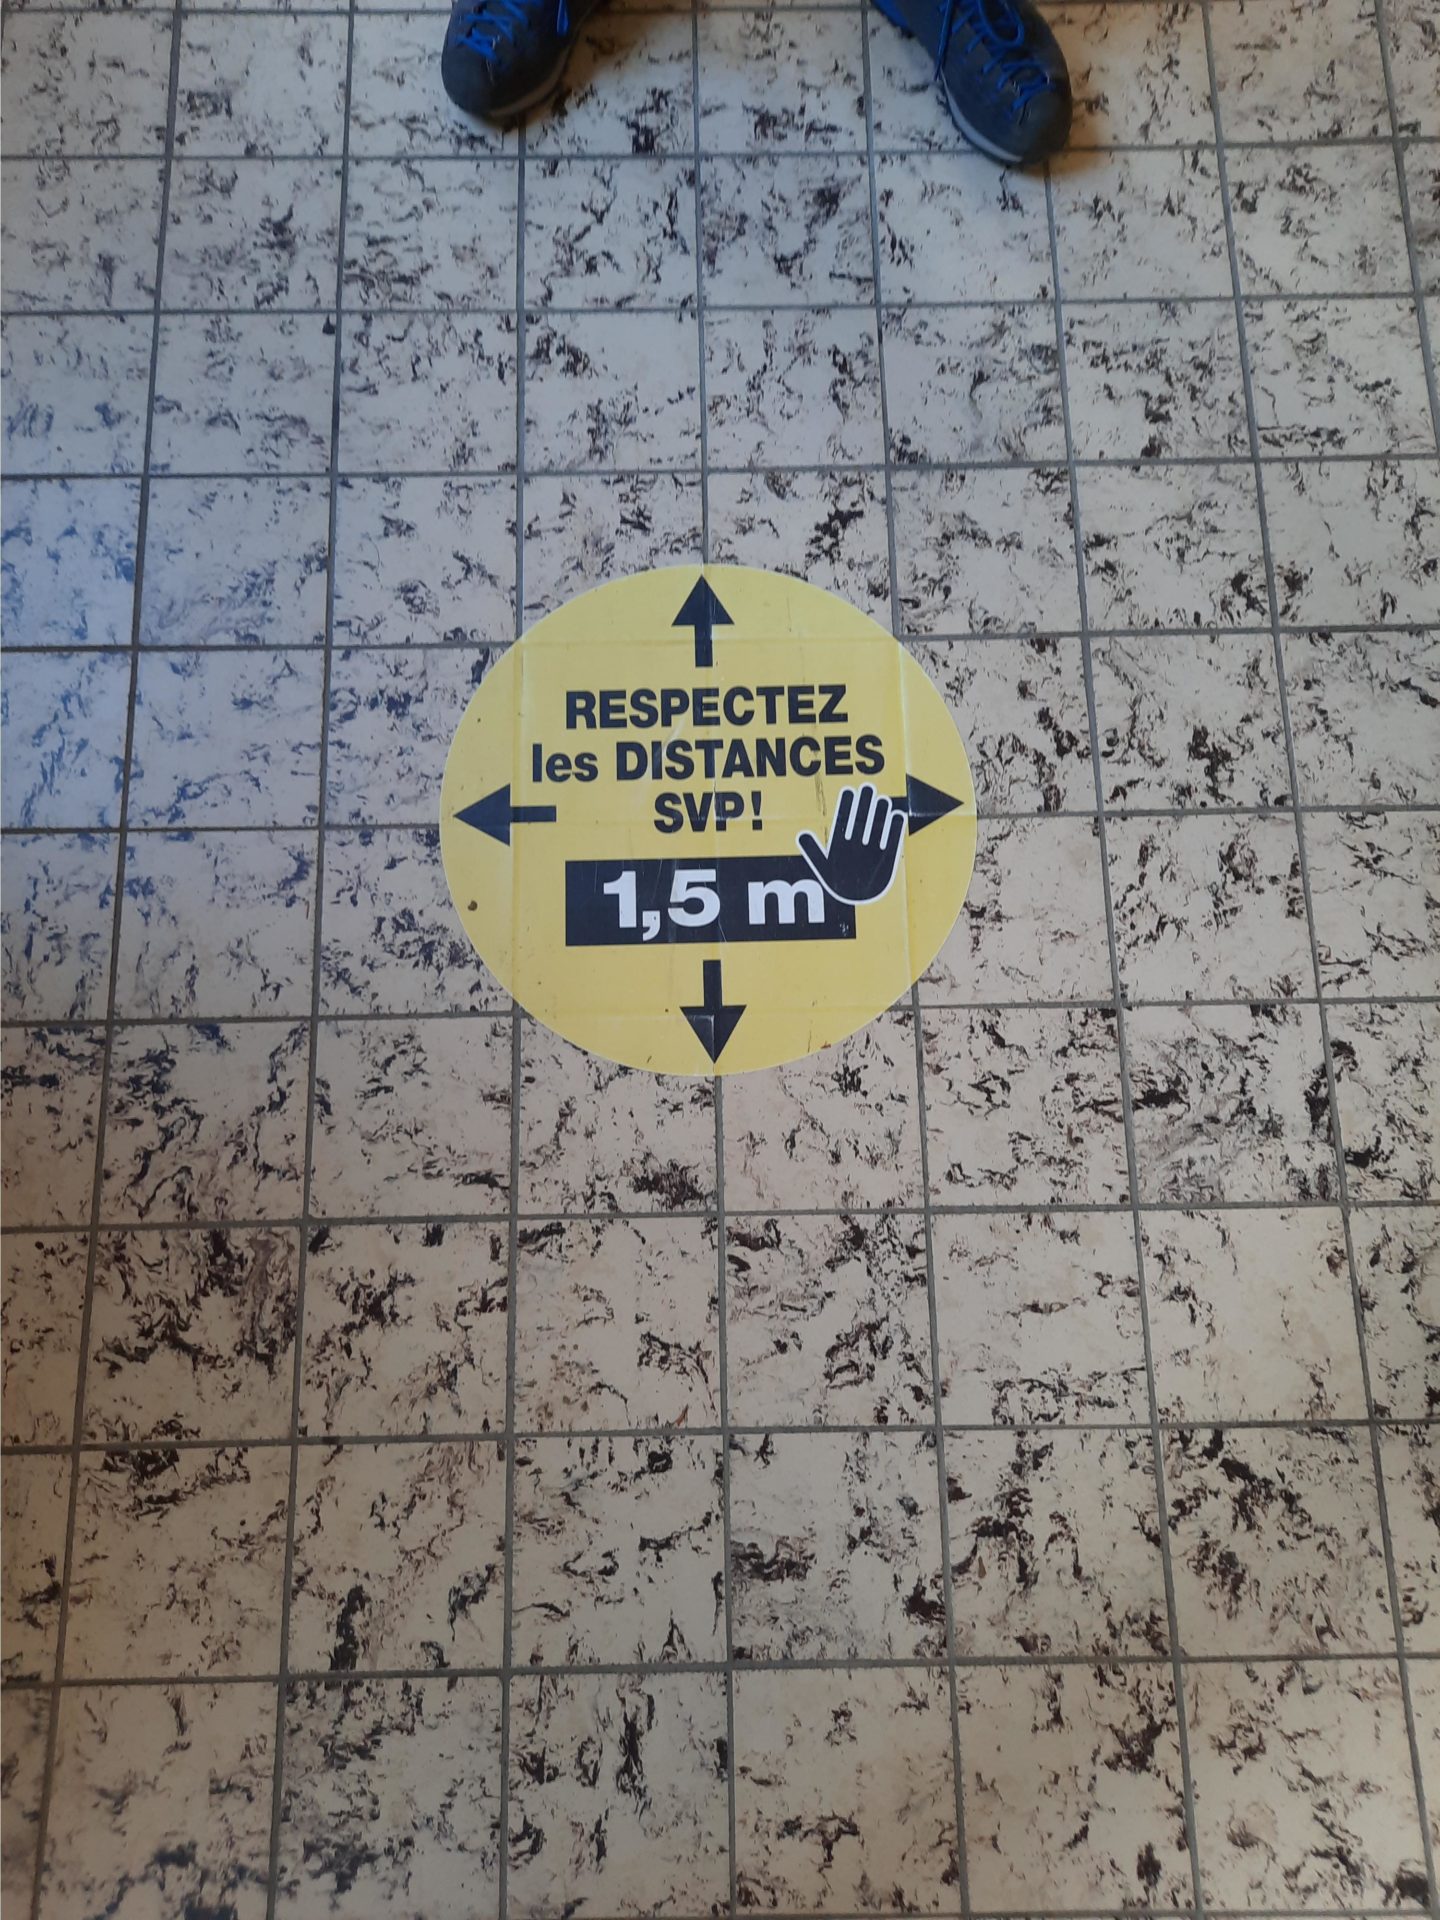 RESPECTEZ
les DISTANCES
SVP!
1,5 m